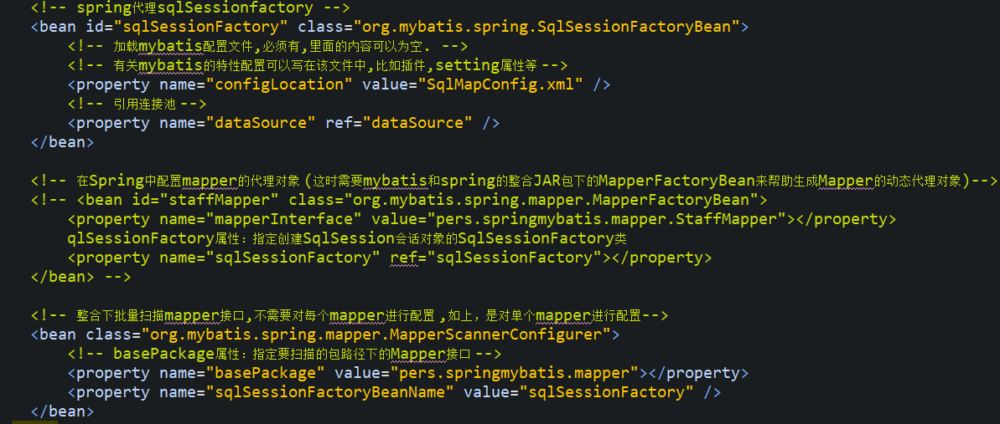 <!-- spring代理sqlSessionfactory -->
<bean id="sqlSessionFactory" class="org.mybatis.spring.SqlSessionFactoryBean">
<!-- 加载mybatis配置文件,必须有,里面的内容可以为空. -->
<!-- 有关mybatis的特性配置可以写在该文件中,比如插件,setting属性等 -->
<property name="configLocation" value="SqlMapConfig.xml" />
<!-- 引用连接池 -->
<property name="dataSource" ref="dataSource" />
</bean>
<!-- 在Spring中配置mapper的代理对象(这时需要mybatis和spring的整合JAR包下的MapperFactoryBean来帮助生成Mapper的动态代理对象)-->
<!-- <bean id="staffMapper" class="org.mybatis.spring.mapper.MapperFactoryBean">
<property name="mapperInterface" value="pers.springmybatis.mapper.StaffMapper"></property>
qlSessionFactory属性：指定创建SqlSession会话对象的SqlSessionFactory类
<property name="sqlSessionFactory" ref="sqlSessionFactory"></property>
</bean> -->
<!-- 整合下批量扫描mapper接口,不需要对每个mapper进行配置 ,如上，是对单个mapper进行配置-->
<bean class="org.mybatis.spring.mapper.MapperScannerConfigurer">
<!-- basePackage属性：指定要扫描的包路径下的Mapper接口 -->
<property name="basePackage" value="pers.springmybatis.mapper"></property>
<property name="sqlSessionFactoryBeanName" value="sqlSessionFactory" />
</bean>